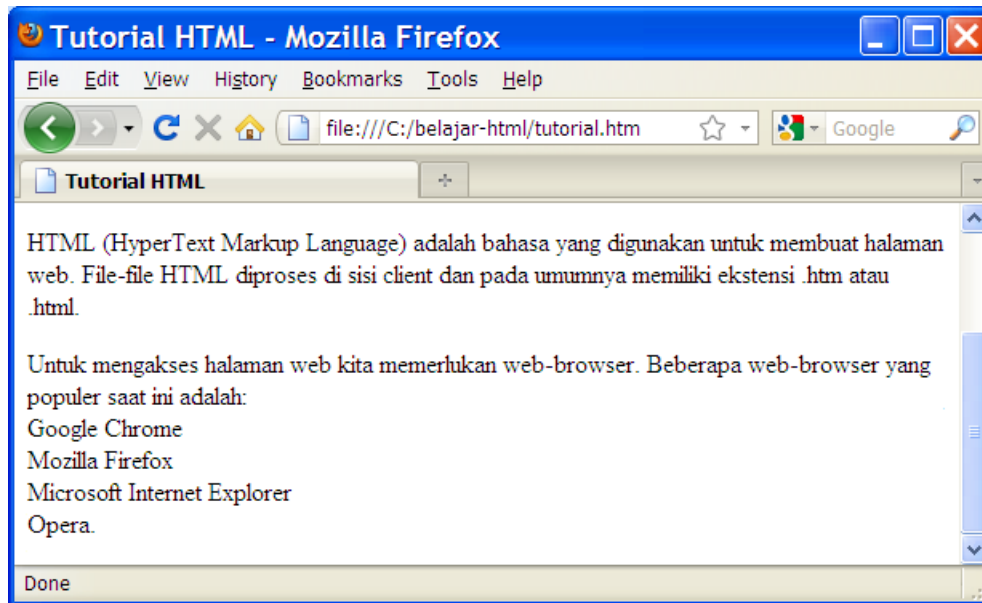 Tutorial HTML - Mozilla Firefox
File Edit View History Bookmarks Tools Help
file:///C:/belajar-html/tutorial.htm Google
Tutorial HTML
HTML (HyperText Markup Language) adalah bahasa yang digunakan untuk membuat halaman
web. File-file HTML diproses di sisi client dan pada umumnya memiliki ekstensi .htm atau
.html.
Untuk mengakses halaman web kita memerlukan web-browser. Beberapa web-browser yang
populer saat ini adalah:
Google Chrome
Mozilla Firefox
Microsoft Internet Explorer
Opera.
Done